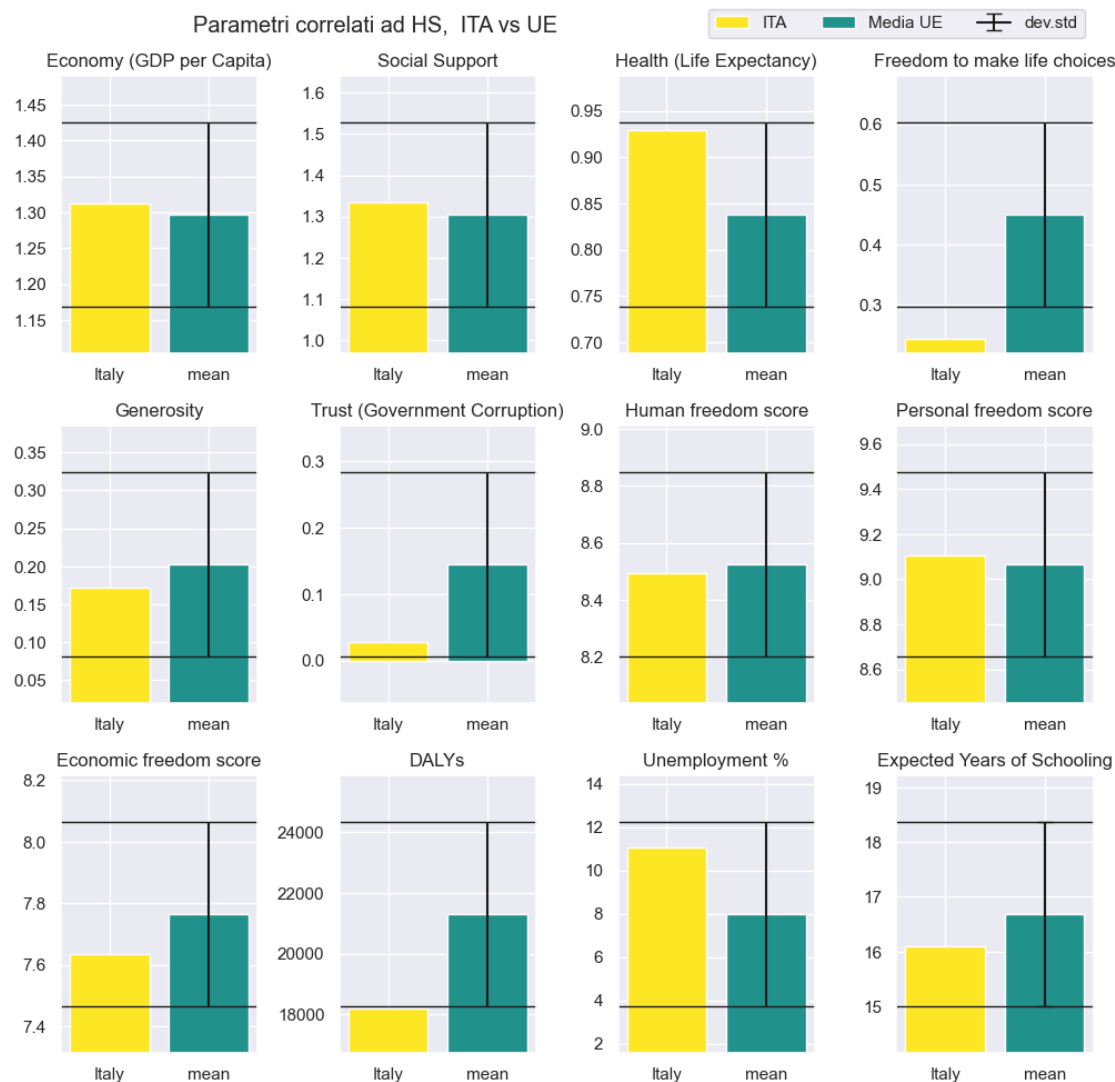 Parametri correlati ad HS,  ITA vs UE
ITA Media UE dev.std
Economy (GDP per Capita)
1.45
1.40
1.35
1.30
1.25
1.20
1.15
Italy mean
Social Support
1.6
1.5
1.4
1.3
1.2
1.1
1.0
Italy mean
Health (Life Expectancy)
0.95
0.90
0.85
0.80
0.75
0.70
Italy mean
Freedom to make life choices
0.6
0.5
0.4
0.3
Italy mean
Generosity
0.35
0.30
0.25
0.20
0.15
0.10
0.05
Italy mean
Trust (Government Corruption)
0.3
0.2
0.1
0.0
Italy mean
Human freedom score
9.0
8.8
8.6
8.4
8.2
Italy mean
Personal freedom score
9.6
9.4
9.2
9.0
8.8
8.6
Italy mean
Economic freedom score
8.2
8.0
7.8
7.6
7.4
Italy mean
DALYs
24000
22000
20000
18000
Italy mean
Unemployment %
14
12
10
8
6
4
2
Italy mean
Expected Years of Schooling
19
18
17
16
15
Italy mean